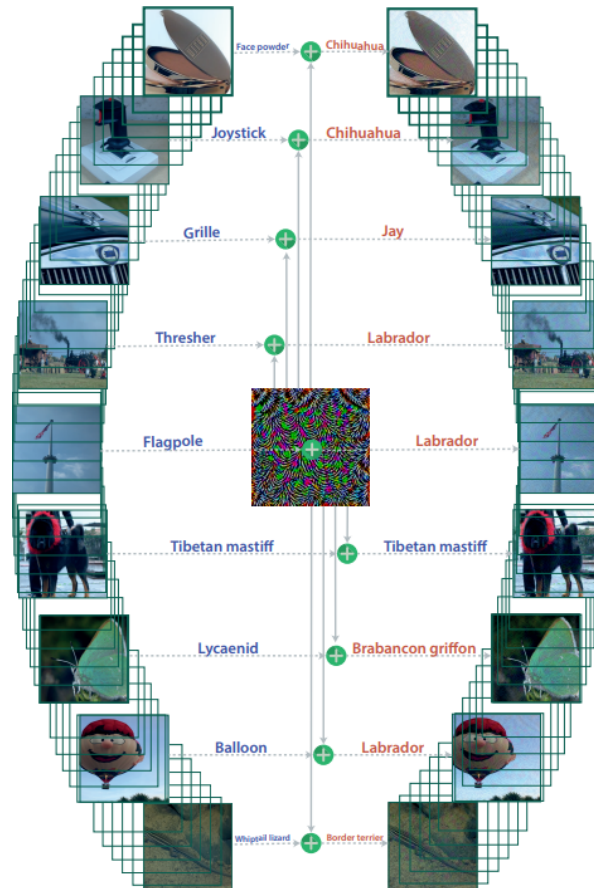 Face powder Chihuahua
Joystick Chihuahua
Grille Jay
Thresher Labrador
Flagpole Labrador
Tibetan mastiff Tibetan mastiff
Lycaenid Brabancon griffon
Balloon Labrador
Whiptail lizard Border terrier